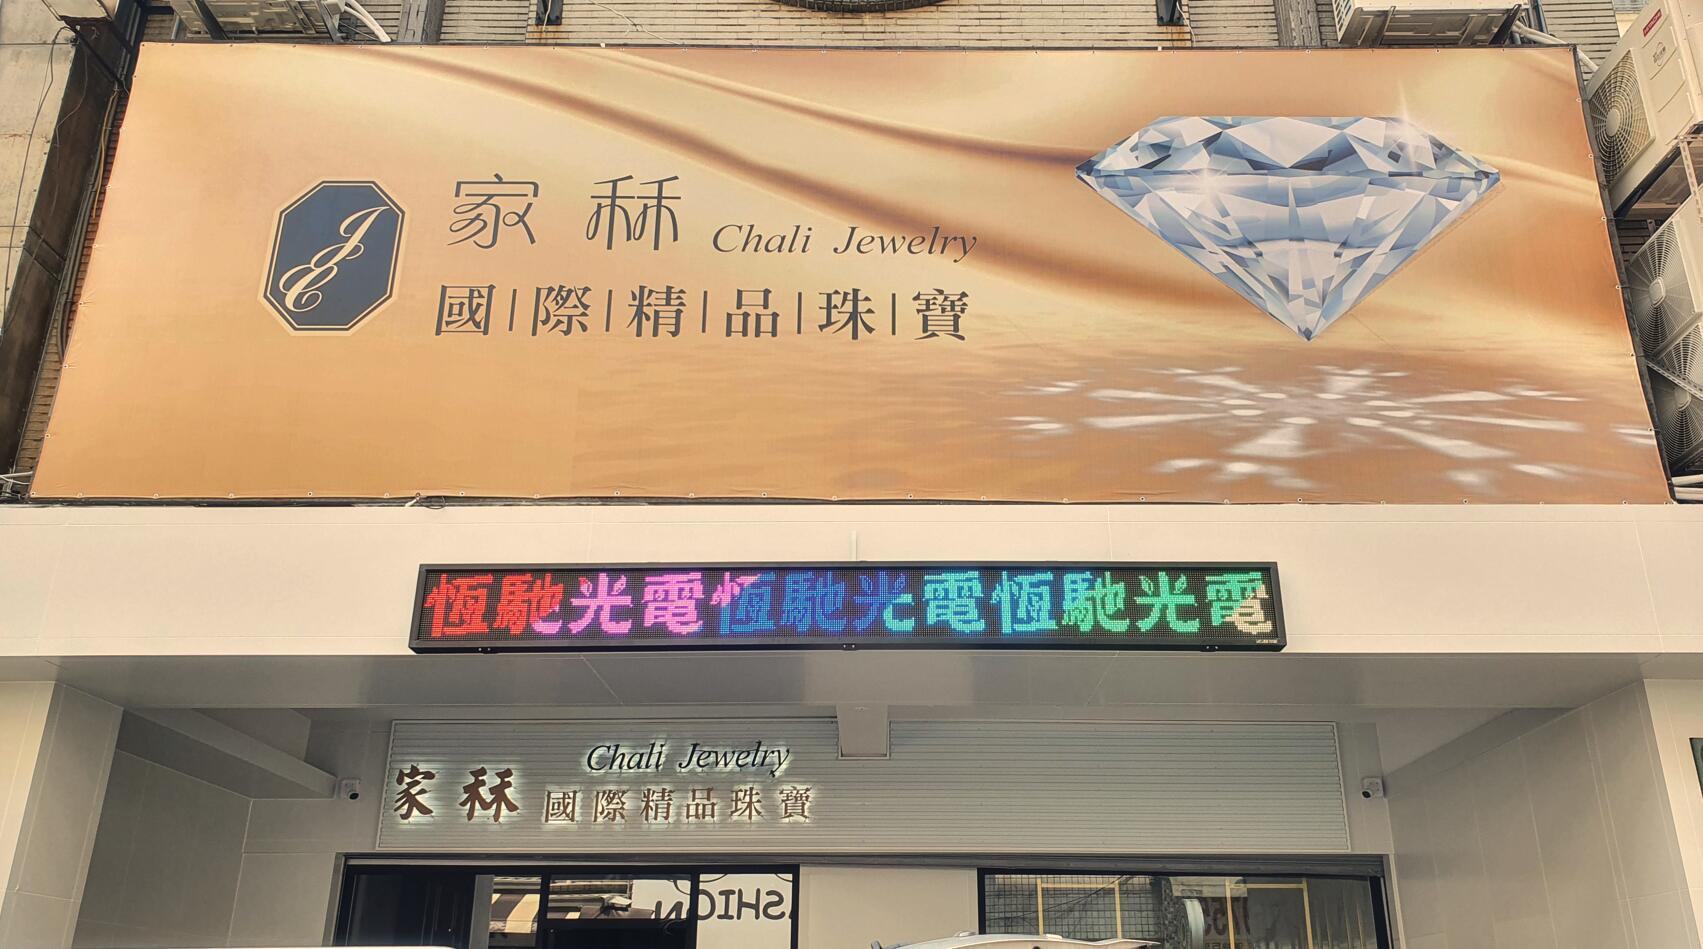 JC
家秝 Chali Jewelry
國|際|精|品|珠|寶
恆馳光電恆馳光電恆馳光電
Chali Jewelry
家秝 國際精品珠寶